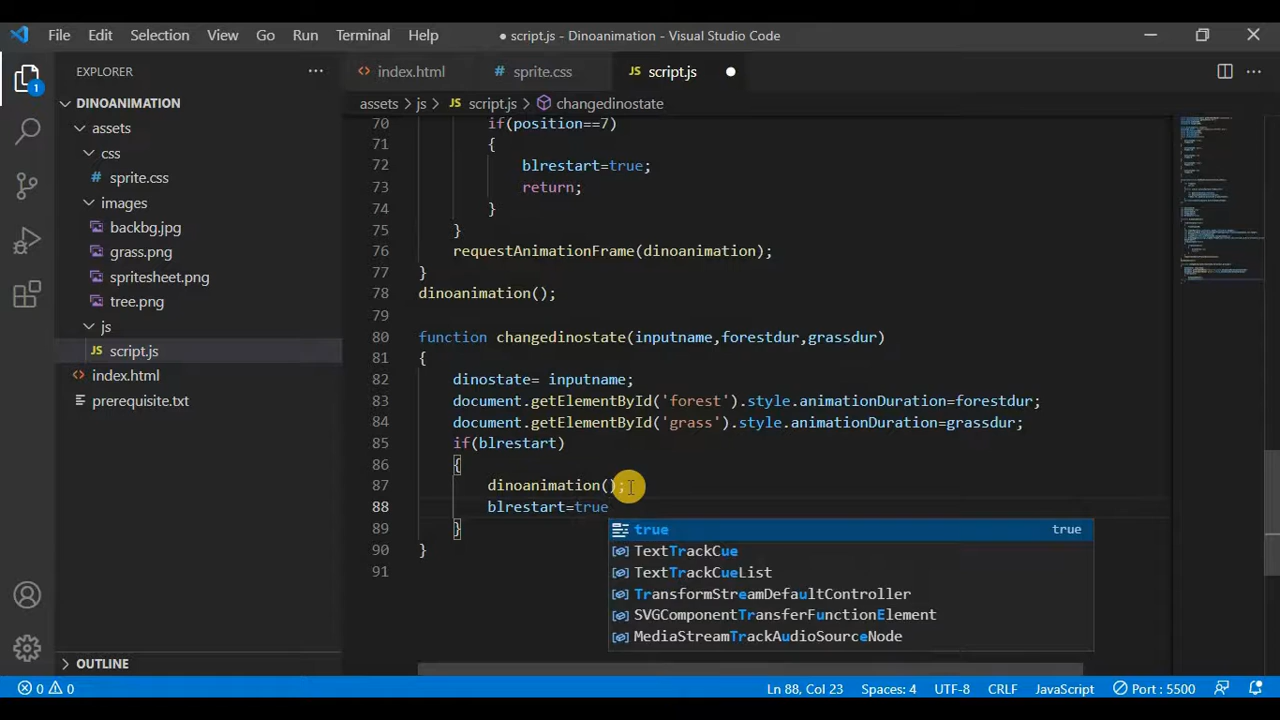 File Edit Selection View Go Run Terminal Help ● script.js - Dinoanimation - Visual Studio Code
EXPLORER ···
index.html # sprite.css JS script.js
DINOANIMATION
assets › js › JS script.js › changedinostate
assets
css
# sprite.css
images
backbg.jpg
grass.png
spritesheet.png
tree.png
js
JS script.js
index.html
prerequisite.txt
OUTLINE
1
70 if(position==7)
71 {
72 blrestart=true;
73 return;
74 }
75 }
76 requestAnimationFrame(dinoanimation);
77 }
78 dinoanimation();
79
80 function changedinostate(inputname,forestdur,grassdur)
81 {
82 dinostate= inputname;
83 document.getElementById('forest').style.animationDuration=forestdur;
84 document.getElementById('grass').style.animationDuration=grassdur;
85 if(blrestart)
86 {
87 dinoanimation();
88 blrestart=true
89 }
90 }
91
true true
TextTrackCue
TextTrackCueList
TransformStreamDefaultController
SVGComponentTransferFunctionElement
MediaStreamTrackAudioSourceNode
0 0 Ln 88, Col 23 Spaces: 4 UTF-8 CRLF JavaScript Port : 5500